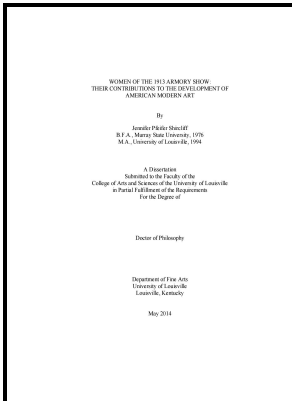 WOMEN OF THE 1913 ARMORY SHOW:
THEIR CONTRIBUTIONS TO THE DEVELOPMENT OF
AMERICAN MODERN ART
By
Jennifer Pfeifer Shircliff
B.F.A., Murray State University, 1976
M.A., University of Louisville, 1994
A Dissertation
Submitted to the Faculty of the
College of Arts and Sciences of the University of Louisville
in Partial Fulfillment of the Requirements
For the Degree of
Doctor of Philosophy
Department of Fine Arts
University of Louisville
Louisville, Kentucky
May 2014